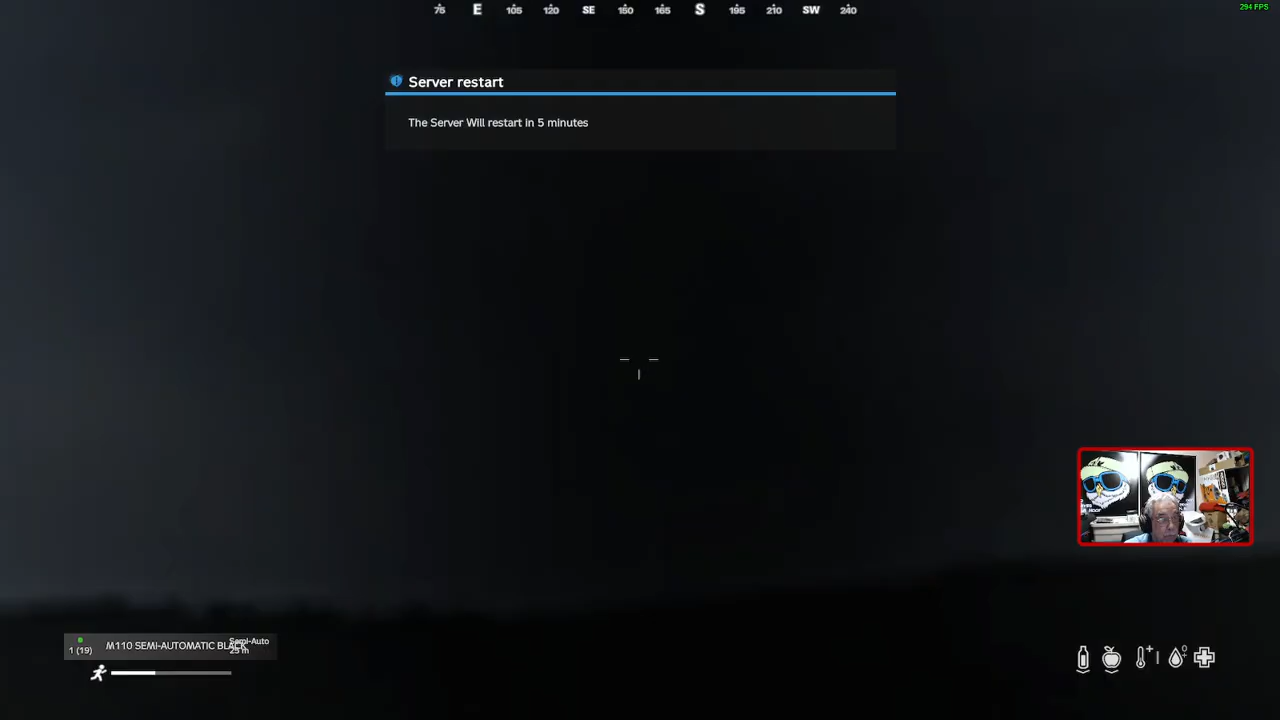 75 E 105 120 SE 150 165 S 195 210 SW 240
294 FPS
Server restart
The Server Will restart in 5 minutes
1 (19) M110 SEMI-AUTOMATIC BLACK Semi-Auto
25 m